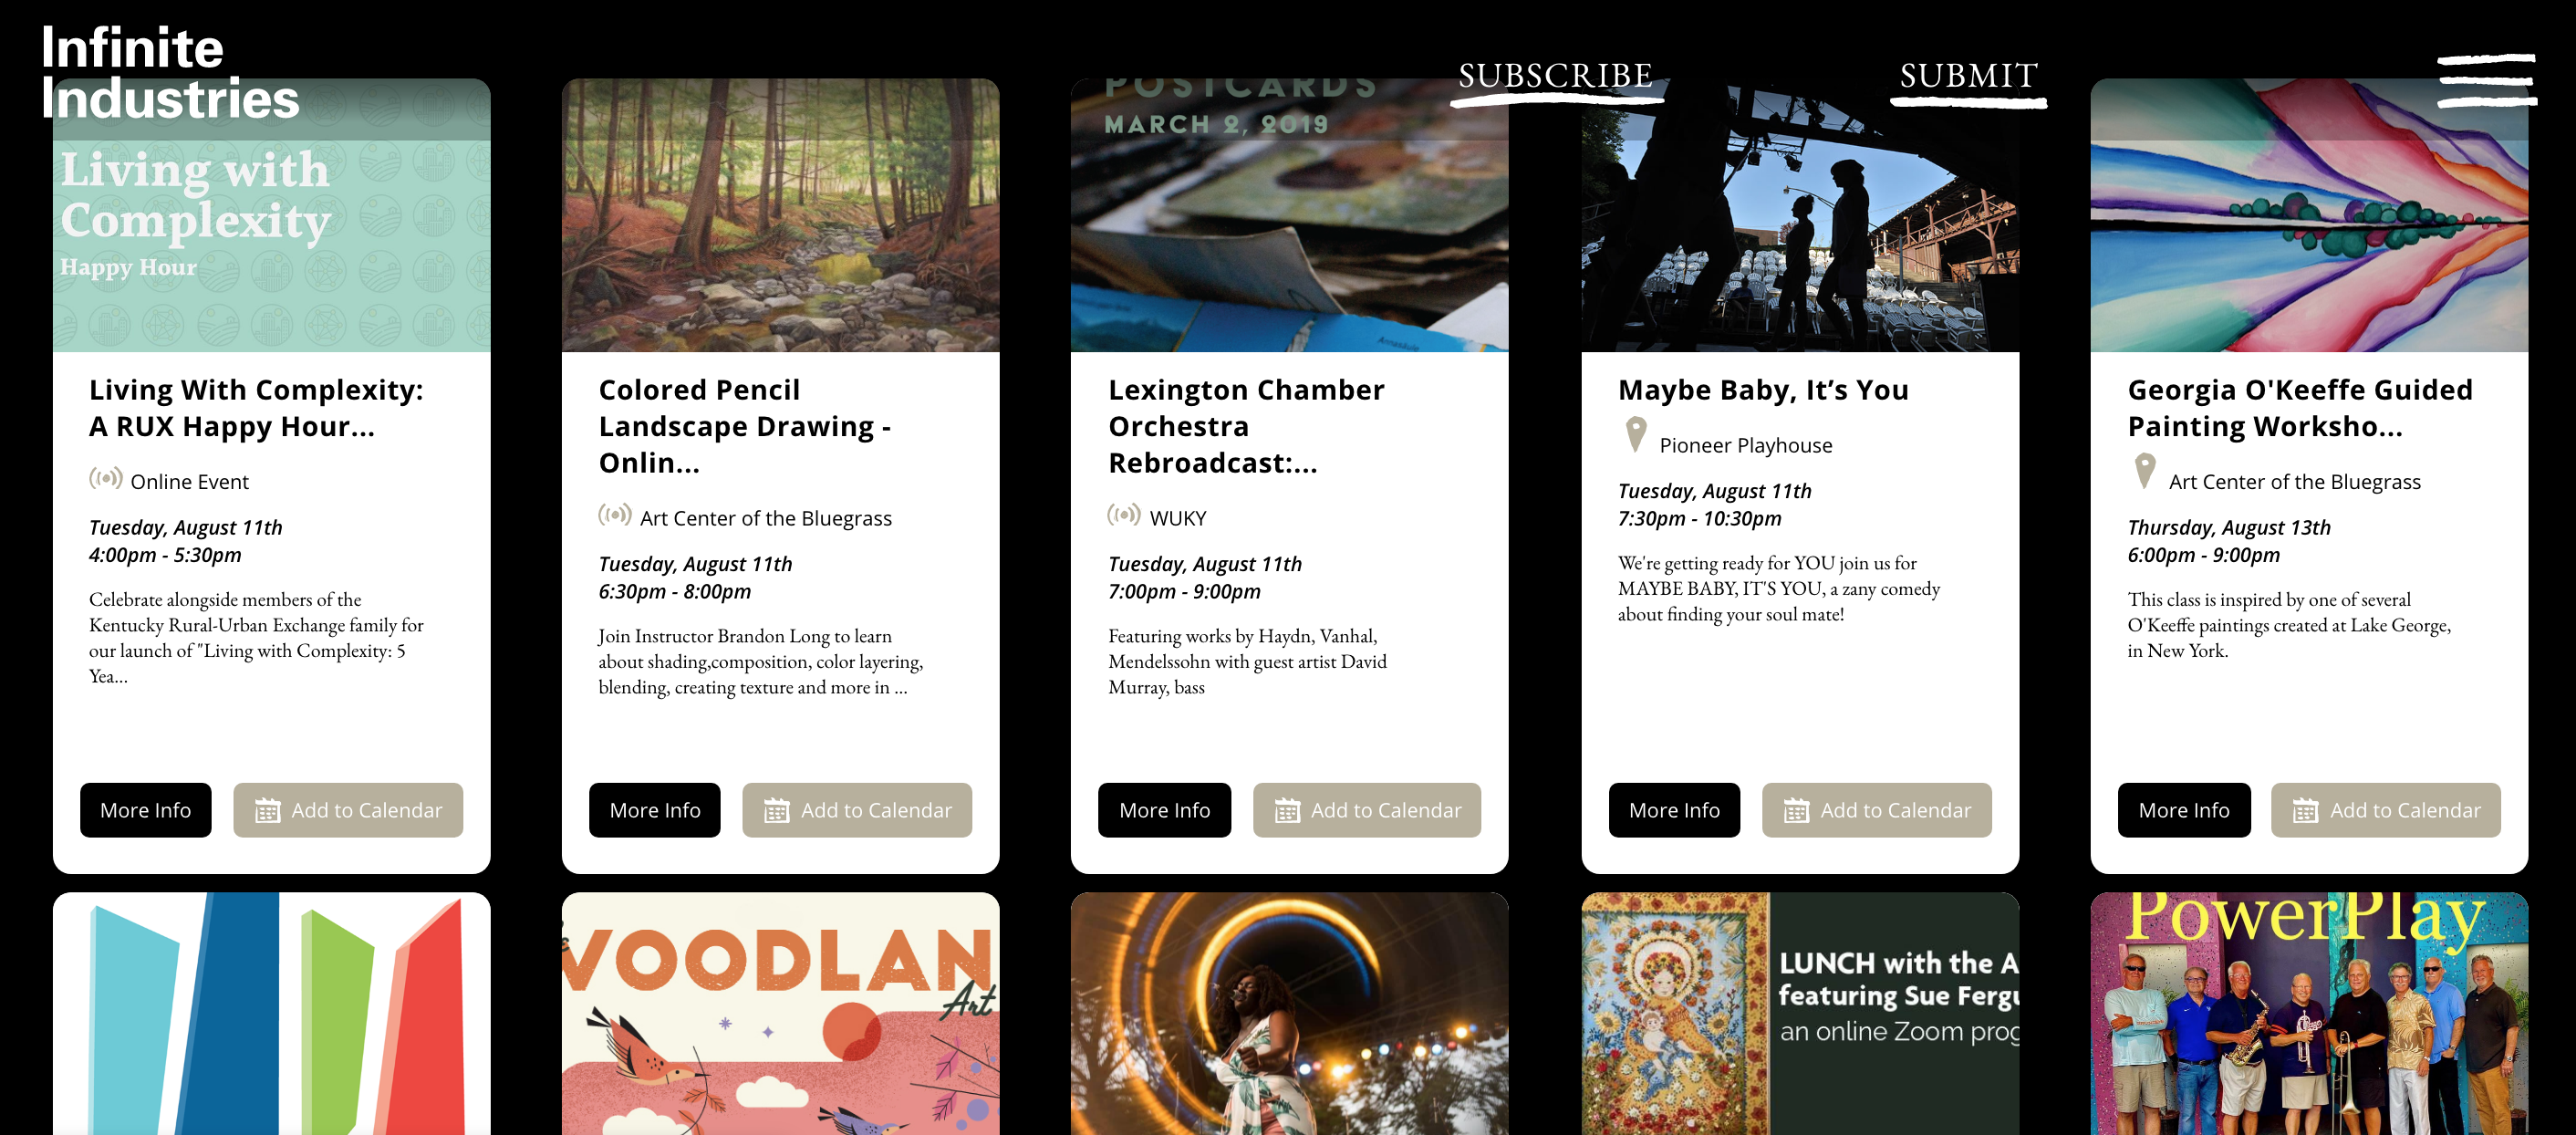 Infinite
Industries
SUBSCRIBE
SUBMIT
Living with
Complexity
Happy Hour
Living With Complexity:
A RUX Happy Hour...
Online Event
Tuesday, August 11th
4:00pm - 5:30pm
Celebrate alongside members of the
Kentucky Rural-Urban Exchange family for
our launch of "Living with Complexity: 5
Yea...
More Info
Add to Calendar
Colored Pencil
Landscape Drawing -
Onlin...
Art Center of the Bluegrass
Tuesday, August 11th
6:30pm - 8:00pm
Join Instructor Brandon Long to learn
about shading,composition, color layering,
blending, creating texture and more in ...
More Info
Add to Calendar
POSTCARDS
MARCH 2, 2019
Lexington Chamber
Orchestra
Rebroadcast:...
WUKY
Tuesday, August 11th
7:00pm - 9:00pm
Featuring works by Haydn, Vanhal,
Mendelssohn with guest artist David
Murray, bass
More Info
Add to Calendar
Maybe Baby, It’s You
Pioneer Playhouse
Tuesday, August 11th
7:30pm - 10:30pm
We're getting ready for YOU join us for
MAYBE BABY, IT'S YOU, a zany comedy
about finding your soul mate!
More Info
Add to Calendar
Georgia O'Keeffe Guided
Painting Worksho...
Art Center of the Bluegrass
Thursday, August 13th
6:00pm - 9:00pm
This class is inspired by one of several
O'Keeffe paintings created at Lake George,
in New York.
More Info
Add to Calendar
WOODLAN
Art
LUNCH with the A
featuring Sue Fergu
an online Zoom prog
PowerPlay